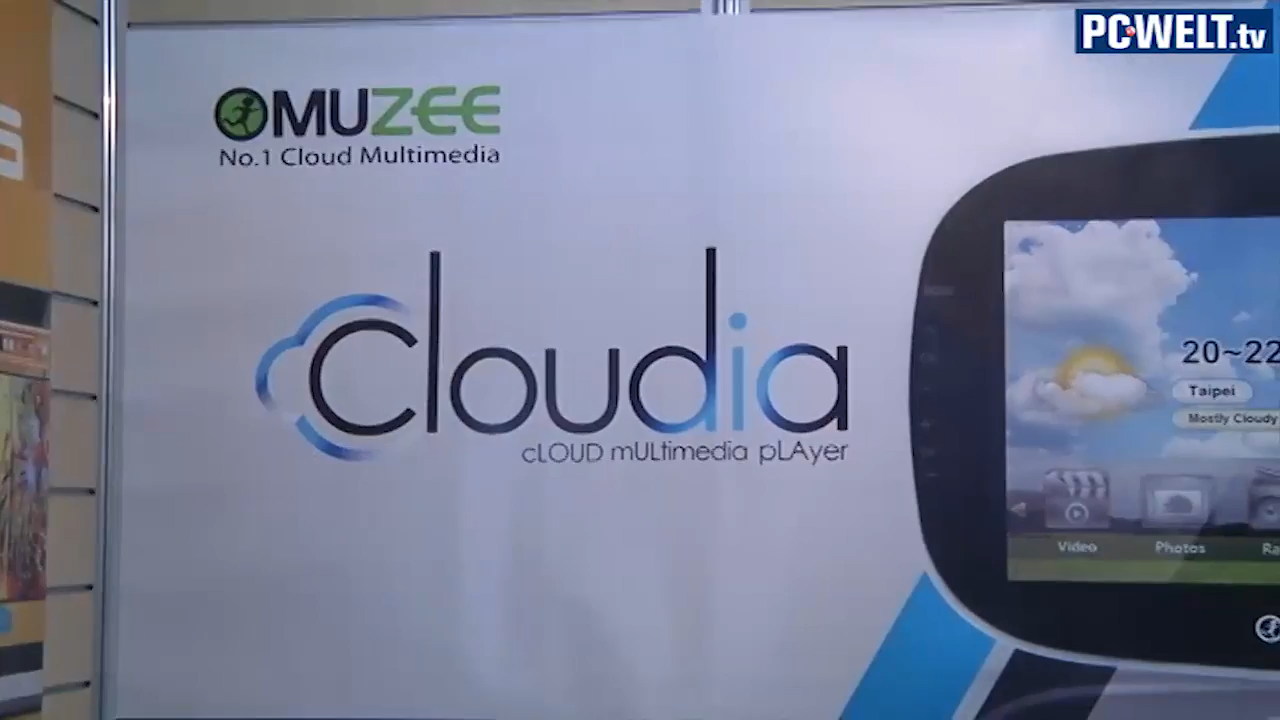 PCWELT.tv
MUZEE
No.1 Cloud Multimedia
Cloudia
cLOUD mULtimedia pLAyer
20~22
Taipei
Mostly Cloudy
Video
Photos